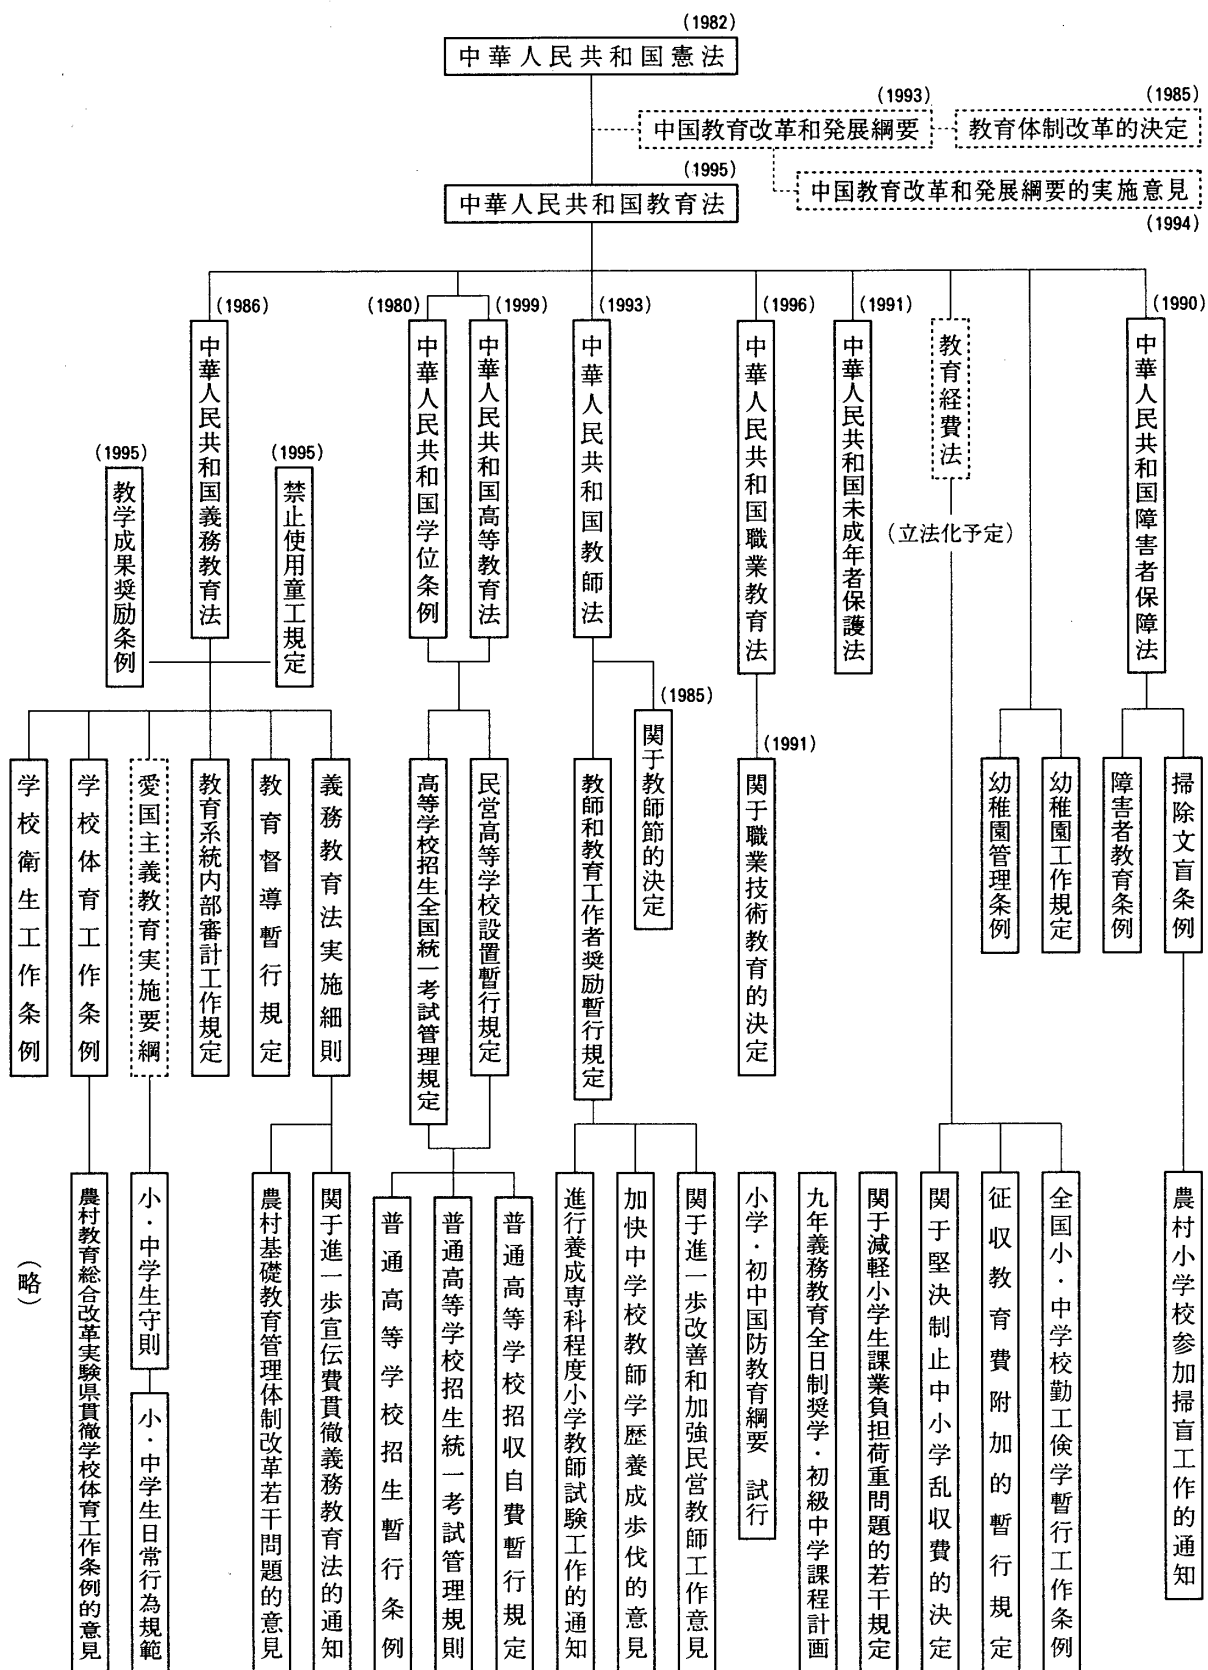 (1982)
中華人民共和国憲法
(1993)
中国教育改革和発展綱要
(1985)
教育体制改革的決定
(1995)
中華人民共和国教育法
中国教育改革和発展綱要的実施意見
(1994)
(1986)
中華人民共和国義務教育法
(1980)
中華人民共和国学位条例
(1999)
中華人民共和国高等教育法
(1993)
中華人民共和国教師法
(1996)
中華人民共和国職業教育法
(1991)
中華人民共和国未成年者保護法
教育経費法
(立法化予定)
(1990)
中華人民共和国障害者保障法
(1995)
教学成果奨励条例
(1995)
禁止使用童工規定
学校衛生工作条例
学校体育工作条例
愛国主義教育実施要綱
教育系統内部審計工作規定
教育督導暫行規定
義務教育法実施細則
高等学校招生全国統一考試管理規定
民営高等学校設置暫行規定
教師和教育工作者奨励暫行規定
(1985)
関于教師節的決定
(1991)
関于職業技術教育的決定
幼稚園管理条例
幼稚園工作規定
障害者教育条例
掃除文盲条例
(略)
農村教育総合改革実験県貫徹学校体育工作条例的意見
小・中学生守則
小・中学生日常行為規範
農村基礎教育管理体制改革若干問題的意見
関于進一歩宣伝費貫徹義務教育法的通知
普通高等学校招生暫行条例
普通高等学校招生統一考試管理規則
普通高等学校招収自費暫行規定
進行養成専科程度小学教師試験工作的通知
加快中学校教師学歴養成歩伐的意見
関于進一歩改善和加強民営教師工作意見
小学・初中国防教育綱要 試行
九年義務教育全日制奨学・初級中学課程計画
関于減軽小学生課業負担荷重問題的若干規定
関于堅決制止中小学乱収費的決定
征収教育費附加的暫行規定
全国小・中学校勤工倹学暫行工作条例
農村小学校参加掃盲工作的通知